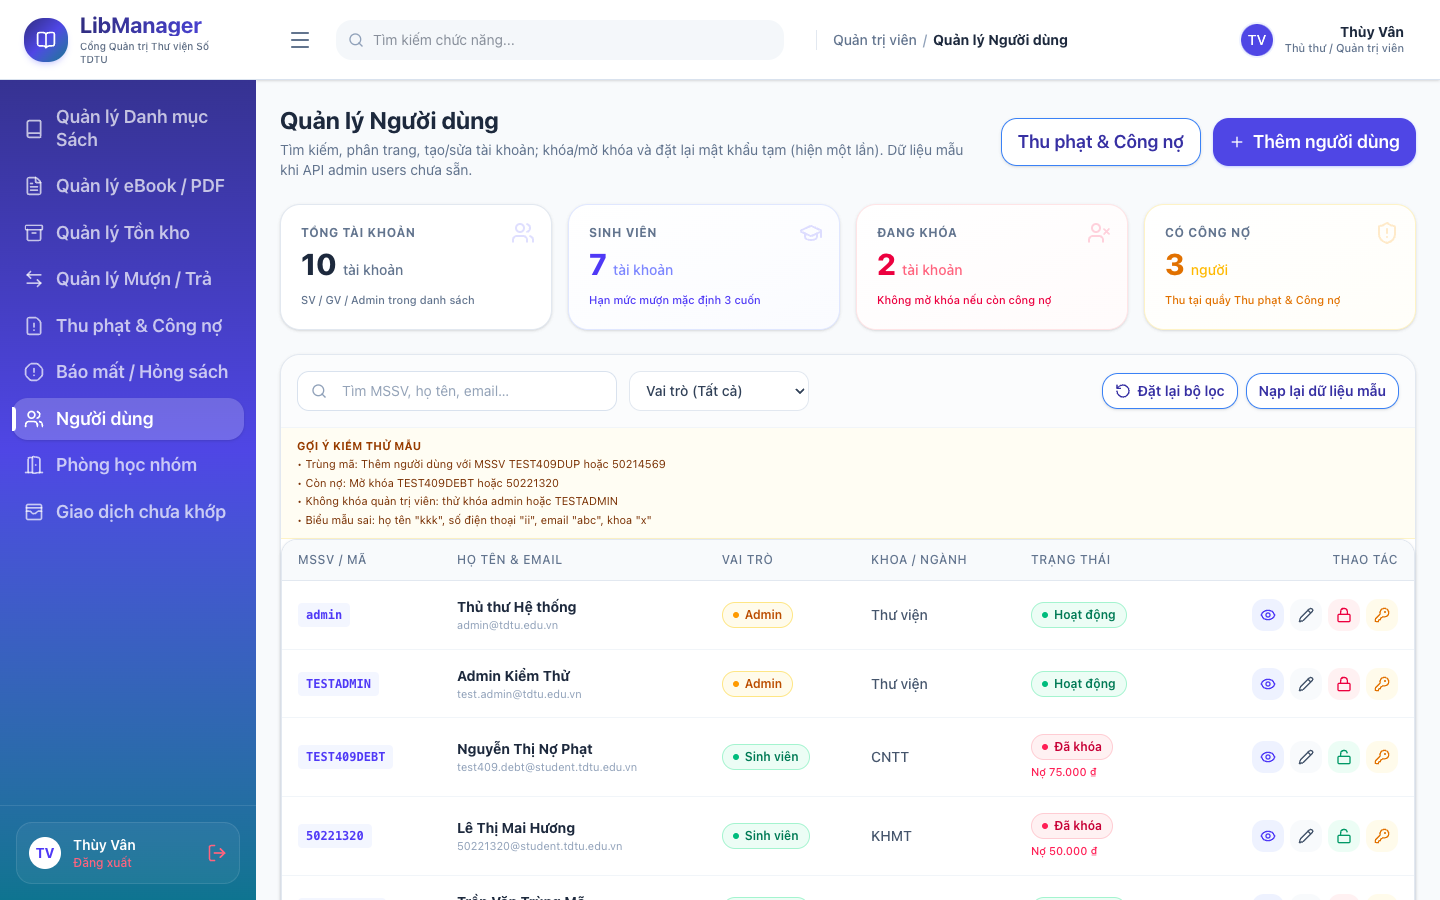 LibManager
Cổng Quản trị Thư viện Số
TDTU
Tìm kiếm chức năng...
Quản trị viên / Quản lý Người dùng
TV
Thùy Vân
Thủ thư / Quản trị viên
Quản lý Danh mục
Sách
Quản lý eBook / PDF
Quản lý Tồn kho
Quản lý Mượn / Trả
Thu phạt & Công nợ
Báo mất / Hỏng sách
Người dùng
Phòng học nhóm
Giao dịch chưa khớp
TV
Thùy Vân
Đăng xuất
Quản lý Người dùng
Tìm kiếm, phân trang, tạo/sửa tài khoản; khóa/mở khóa và đặt lại mật khẩu tạm (hiện một lần). Dữ liệu mẫu
khi API admin users chưa sẵn.
Thu phạt & Công nợ
Thêm người dùng
TỔNG TÀI KHOẢN
10 tài khoản
SV / GV / Admin trong danh sách
SINH VIÊN
7 tài khoản
Hạn mức mượn mặc định 3 cuốn
ĐANG KHÓA
2 tài khoản
Không mở khóa nếu còn công nợ
CÓ CÔNG NỢ
3 người
Thu tại quầy Thu phạt & Công nợ
Tìm MSSV, họ tên, email...
Vai trò (Tất cả)
Đặt lại bộ lọc
Nạp lại dữ liệu mẫu
GỢI Ý KIỂM THỬ MẪU
• Trùng mã: Thêm người dùng với MSSV TEST409DUP hoặc 50214569
• Còn nợ: Mở khóa TEST409DEBT hoặc 50221320
• Không khóa quản trị viên: thử khóa admin hoặc TESTADMIN
• Biểu mẫu sai: họ tên "kkk", số điện thoại "ii", email "abc", khoa "x"
MSSV / MÃ HỌ TÊN & EMAIL VAI TRÒ KHOA / NGÀNH TRẠNG THÁI THAO TÁC
admin Thủ thư Hệ thống Admin Thư viện Hoạt động
admin@tdtu.edu.vn
TESTADMIN Admin Kiểm Thử Admin Thư viện Hoạt động
test.admin@tdtu.edu.vn
TEST409DEBT Nguyễn Thị Nợ Phạt Sinh viên CNTT Đã khóa
test409.debt@student.tdtu.edu.vn Nợ 75.000 ₫
50221320 Lê Thị Mai Hương Sinh viên KHMT Đã khóa
50221320@student.tdtu.edu.vn Nợ 50.000 ₫